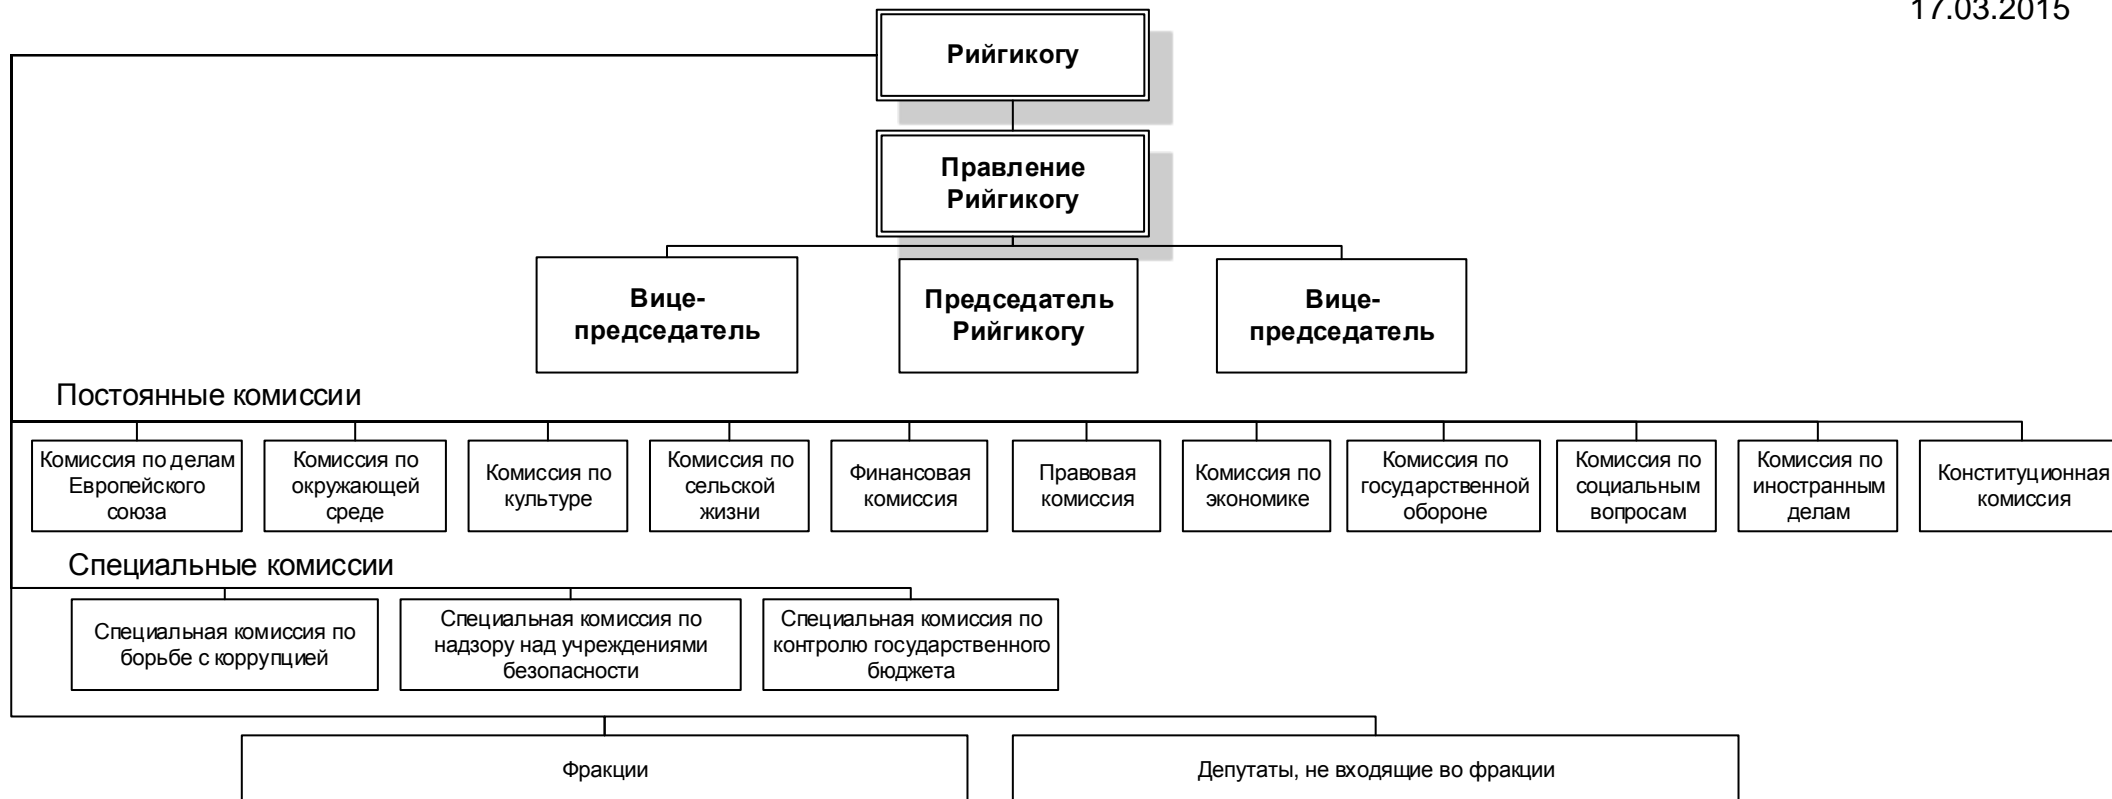 17.03.2015
Рийгикогу
Правление
Рийгикогу
Вице-
председатель
Председатель
Рийгикогу
Вице-
председатель
Постоянные комиссии
Комиссия по делам
Европейского
союза
Комиссия по
окружающей
среде
Комиссия по
культуре
Комиссия по
сельской
жизни
Финансовая
комиссия
Правовая
комиссия
Комиссия по
экономике
Комиссия по
государственной
обороне
Комиссия по
социальным
вопросам
Комиссия по
иностранным
делам
Конституционная
комиссия
Специальные комиссии
Специальная комиссия по
борьбе с коррупцией
Специальная комиссия по
надзору над учреждениями
безопасности
Специальная комиссия по
контролю государственного
бюджета
Фракции
Депутаты, не входящие во фракции